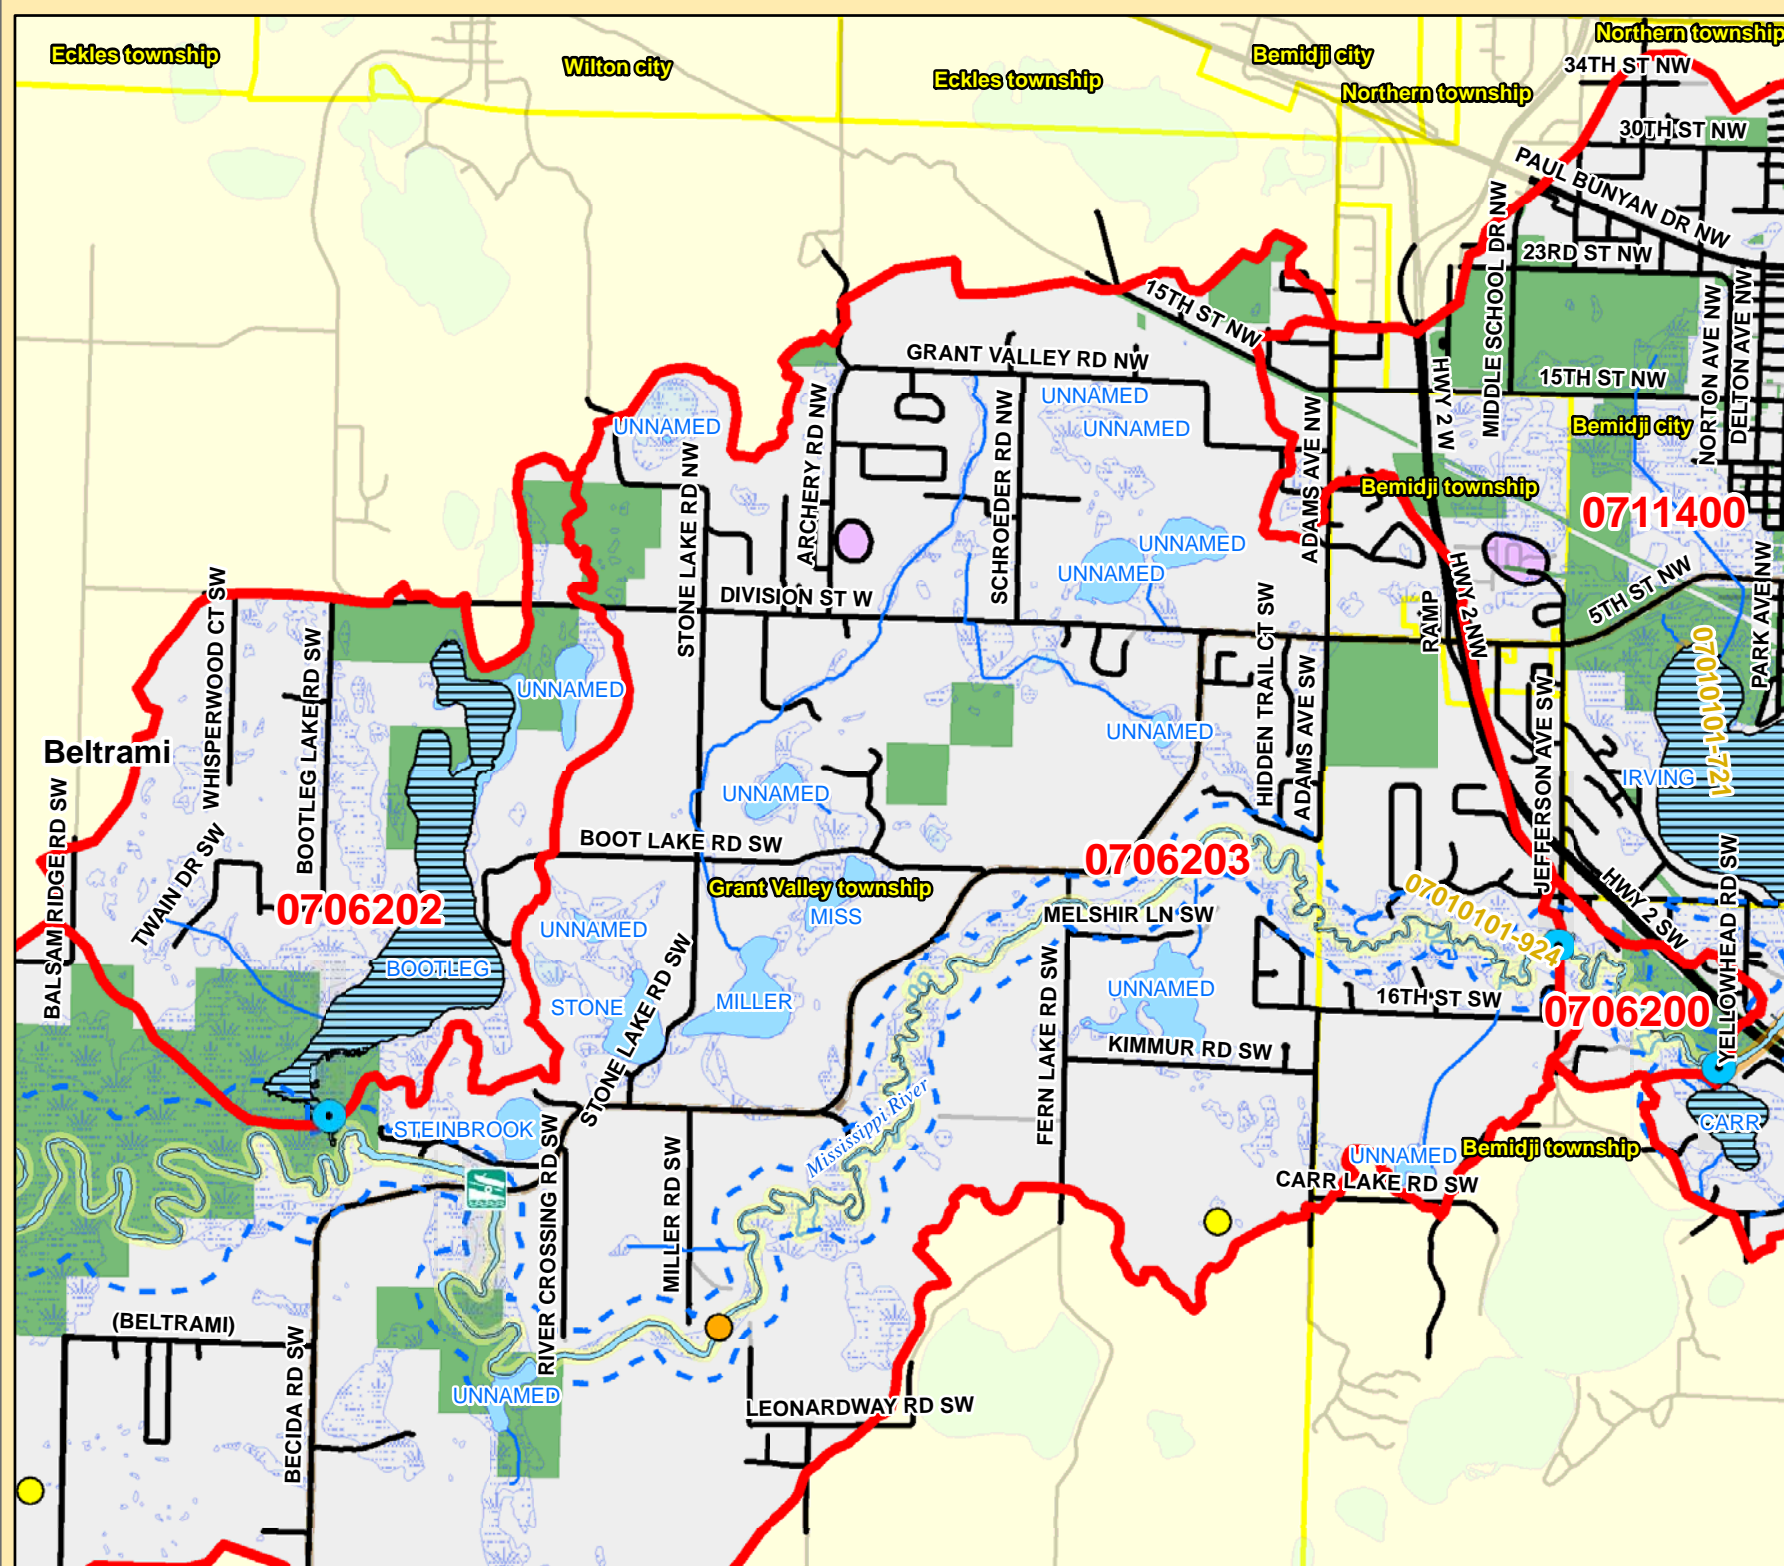 Northern township
Eckles township
Wilton city
Bemidji city
34TH ST NW
Eckles township
Northern township
30TH ST NW
PAUL BUNYAN DR NW
MIDDLE SCHOOL DR NW
23RD ST NW
15TH ST NW
NORTON AVE NW
DELTON AVE NW
GRANT VALLEY RD NW
HWY 2 W
15TH ST NW
UNNAMED
UNNAMED
UNNAMED
Bemidji city
ARCHERY RD NW
SCHROEDER RD NW
ADAMS AVE NW
STONE LAKE RD NW
Bemidji township
0711400
UNNAMED
UNNAMED
HWY 2 NW
5TH ST NW
PARK AVE NW
DIVISION ST W
RAMP
WHISPERWOOD CT SW
BOOTLEG LAKE RD SW
HIDDEN TRAIL CT SW
ADAMS AVE SW
UNNAMED
07010101-721
UNNAMED
JEFFERSON AVE SW
Beltrami
IRVING
UNNAMED
BALSAM RIDGE RD SW
TWAIN DR SW
BOOT LAKE RD SW
0706203
Grant Valley township
0706202
MISS
MELSHIR LN SW
07010101-924
HWY 2 SW
YELLOWHEAD RD SW
UNNAMED
BOOTLEG
STONE
STONE LAKE RD SW
MILLER
UNNAMED
16TH ST SW
0706200
FERN LAKE RD SW
KIMMUR RD SW
Mississippi River
STEINBROOK
CARR
UNNAMED
Bemidji township
CARR LAKE RD SW
RIVER CROSSING RD SW
MILLER RD SW
(BELTRAMI)
BECIDA RD SW
UNNAMED
LEONARDWAY RD SW